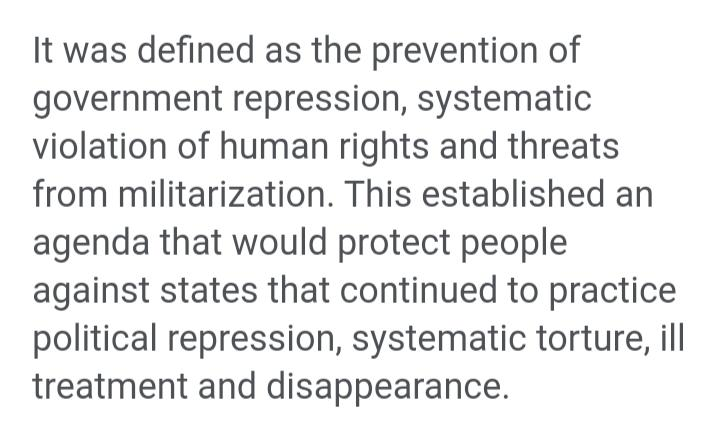 It was defined as the prevention of
government repression, systematic
violation of human rights and threats
from militarization. This established an
agenda that would protect people
against states that continued to practice
political repression, systematic torture, ill
treatment and disappearance.